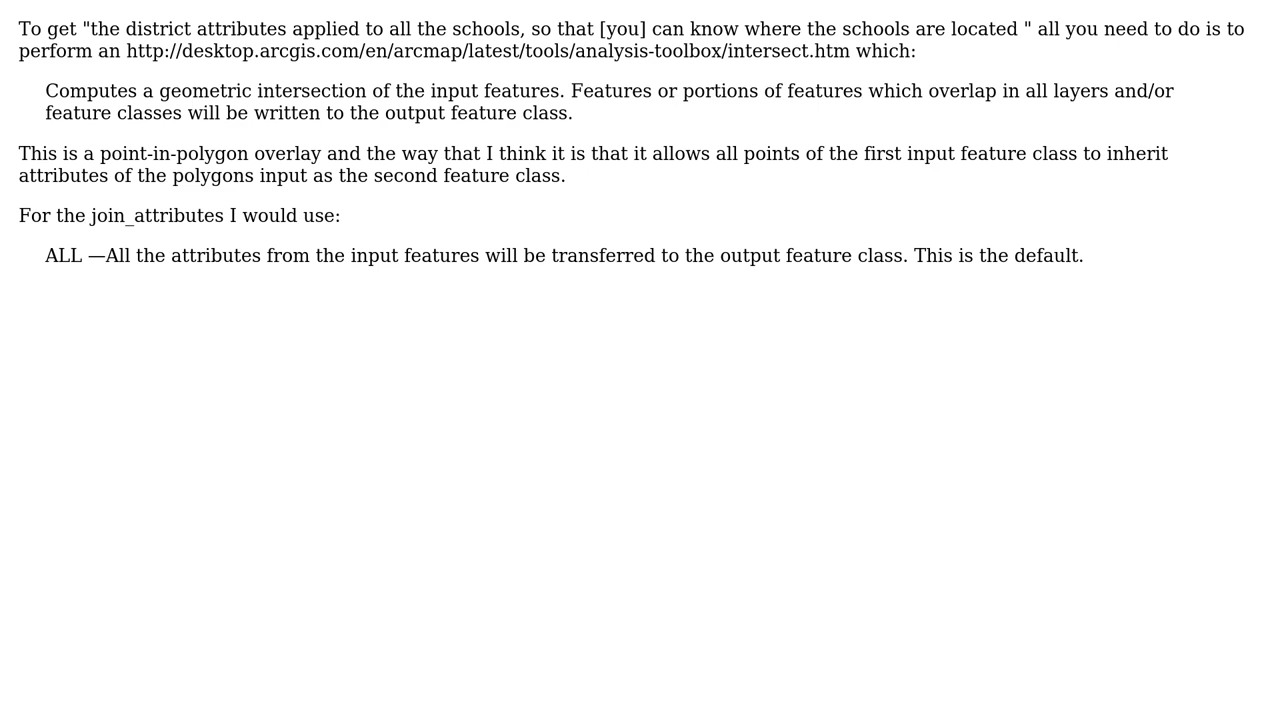 To get "the district attributes applied to all the schools, so that [you] can know where the schools are located " all you need to do is to
perform an http://desktop.arcgis.com/en/arcmap/latest/tools/analysis-toolbox/intersect.htm which:
Computes a geometric intersection of the input features. Features or portions of features which overlap in all layers and/or
feature classes will be written to the output feature class.
This is a point-in-polygon overlay and the way that I think it is that it allows all points of the first input feature class to inherit
attributes of the polygons input as the second feature class.
For the join_attributes I would use:
ALL —All the attributes from the input features will be transferred to the output feature class. This is the default.